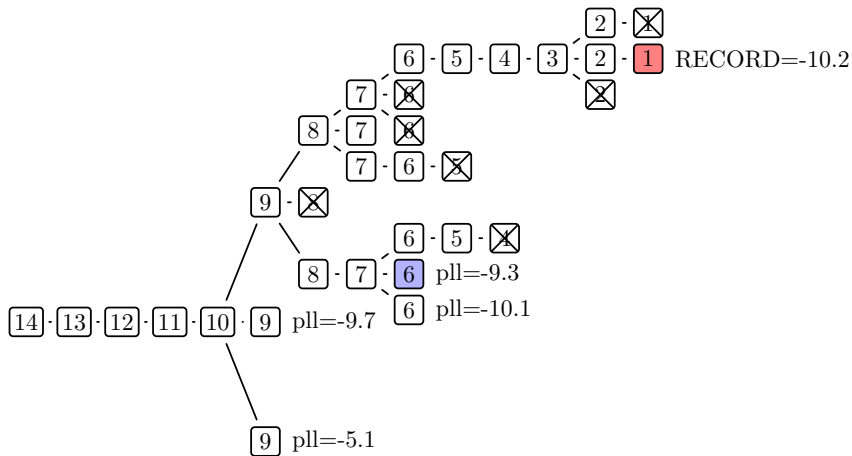 2 1
6 5 4 3 2 1 RECORD=-10.2
7 6 2
8 7 6
7 6 5
9 8
6 5 4
8 7 6 pll=-9.3
6 pll=-10.1
14 13 12 11 10 9 pll=-9.7
9 pll=-5.1